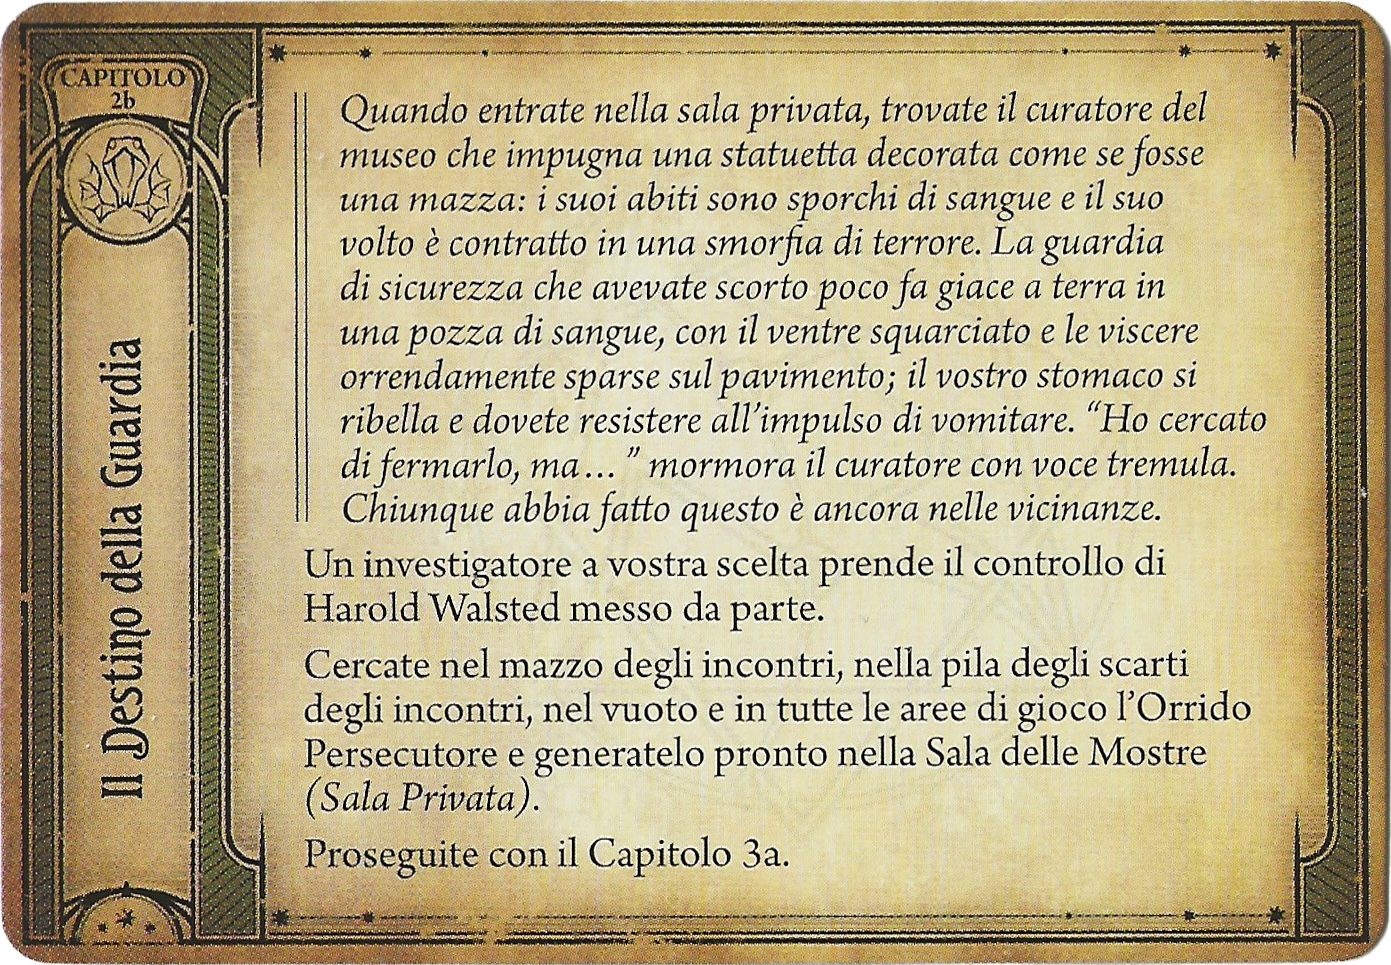 CAPITOLO
2b
Il Destino della Guardia
Quando entrate nella sala privata, trovate il curatore del
museo che impugna una statuetta decorata come se fosse
una mazza: i suoi abiti sono sporchi di sangue e il suo
volto è contratto in una smorfia di terrore. La guardia
di sicurezza che avevate scorto poco fa giace a terra in
una pozza di sangue, con il ventre squarciato e le viscere
orrendamente sparse sul pavimento; il vostro stomaco si
ribella e dovete resistere all'impulso di vomitare. “Ho cercato
di fermarlo, ma… ” mormora il curatore con voce tremula.
Chiunque abbia fatto questo è ancora nelle vicinanze.
Un investigatore a vostra scelta prende il controllo di
Harold Walsted messo da parte.
Cercate nel mazzo degli incontri, nella pila degli scarti
degli incontri, nel vuoto e in tutte le aree di gioco l'Orrido
Persecutore e generatelo pronto nella Sala delle Mostre
(Sala Privata).
Proseguite con il Capitolo 3a.